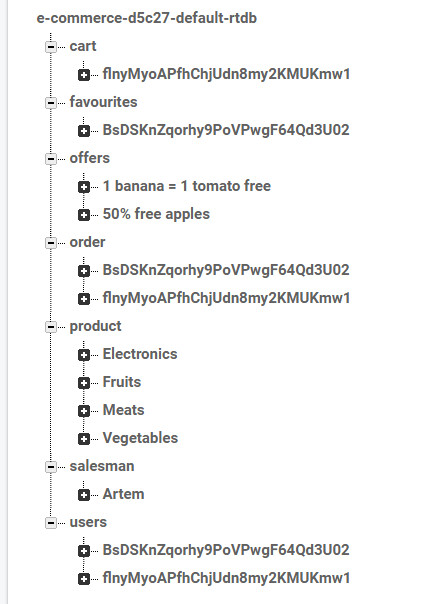 e-commerce-d5c27-default-rtdb
cart
flnyMyoAPfhChjUdn8my2KMUKmw1
favourites
BsDSKnZqorhy9PoVPwgF64Qd3U02
offers
1 banana = 1 tomato free
50% free apples
order
BsDSKnZqorhy9PoVPwgF64Qd3U02
flnyMyoAPfhChjUdn8my2KMUKmw1
product
Electronics
Fruits
Meats
Vegetables
salesman
Artem
users
BsDSKnZqorhy9PoVPwgF64Qd3U02
flnyMyoAPfhChjUdn8my2KMUKmw1